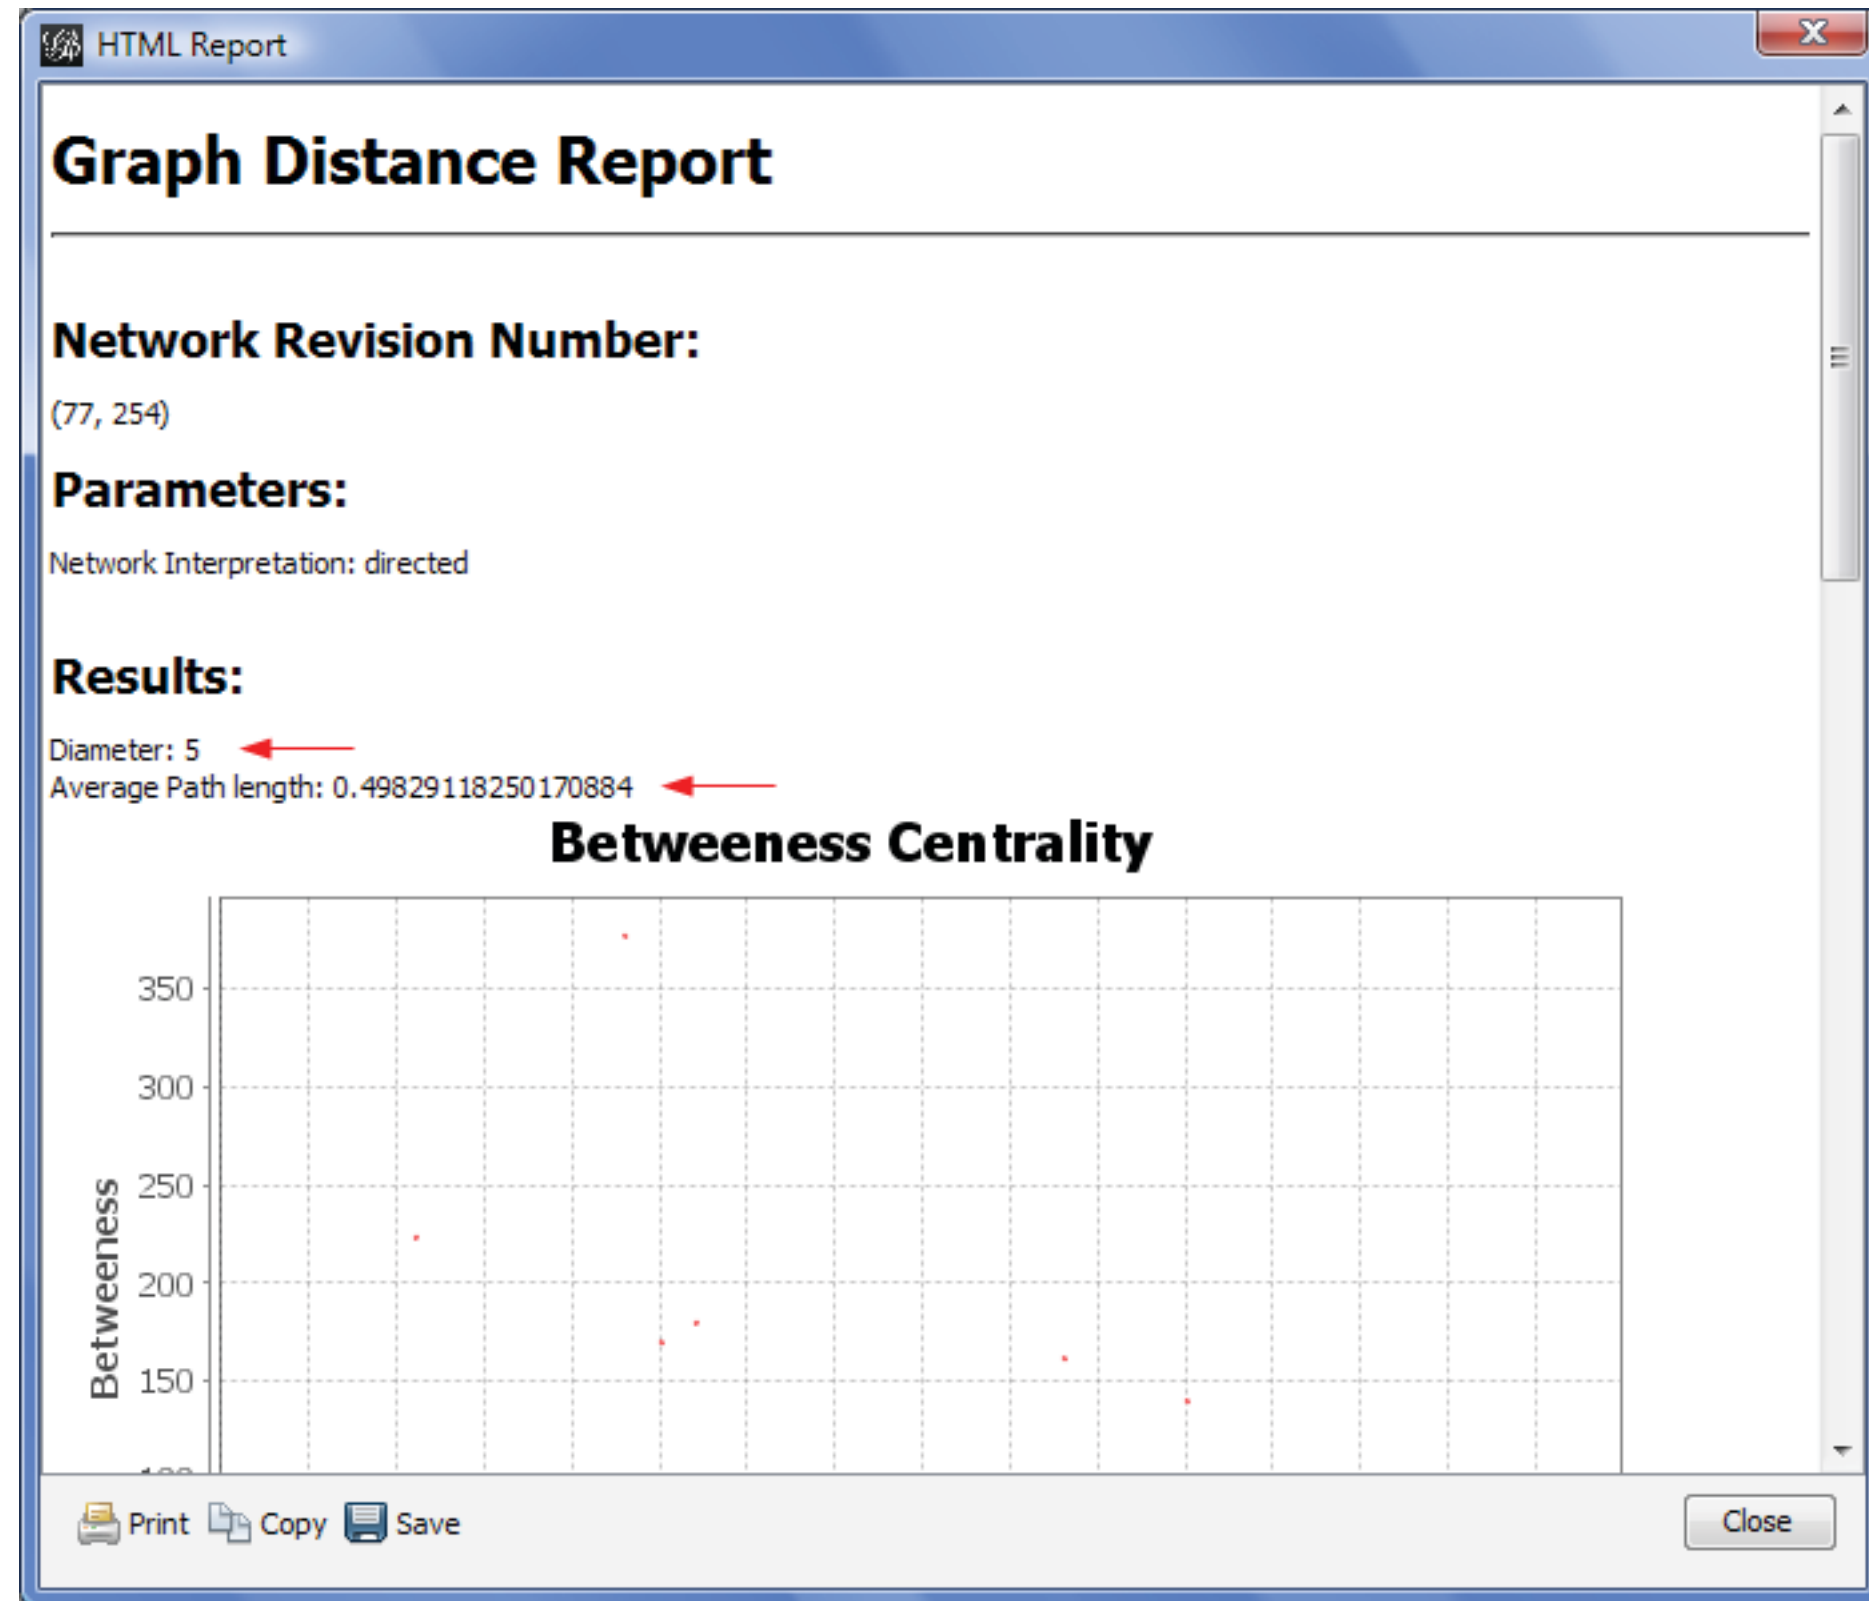 HTML Report
Graph Distance Report
Network Revision Number:
(77, 254)
Parameters:
Network Interpretation: directed
Results:
Diameter: 5
Average Path length: 0.49829118250170884
Betweeness Centrality
350
300
250
200
150
Betweeness
Print Copy Save
Close